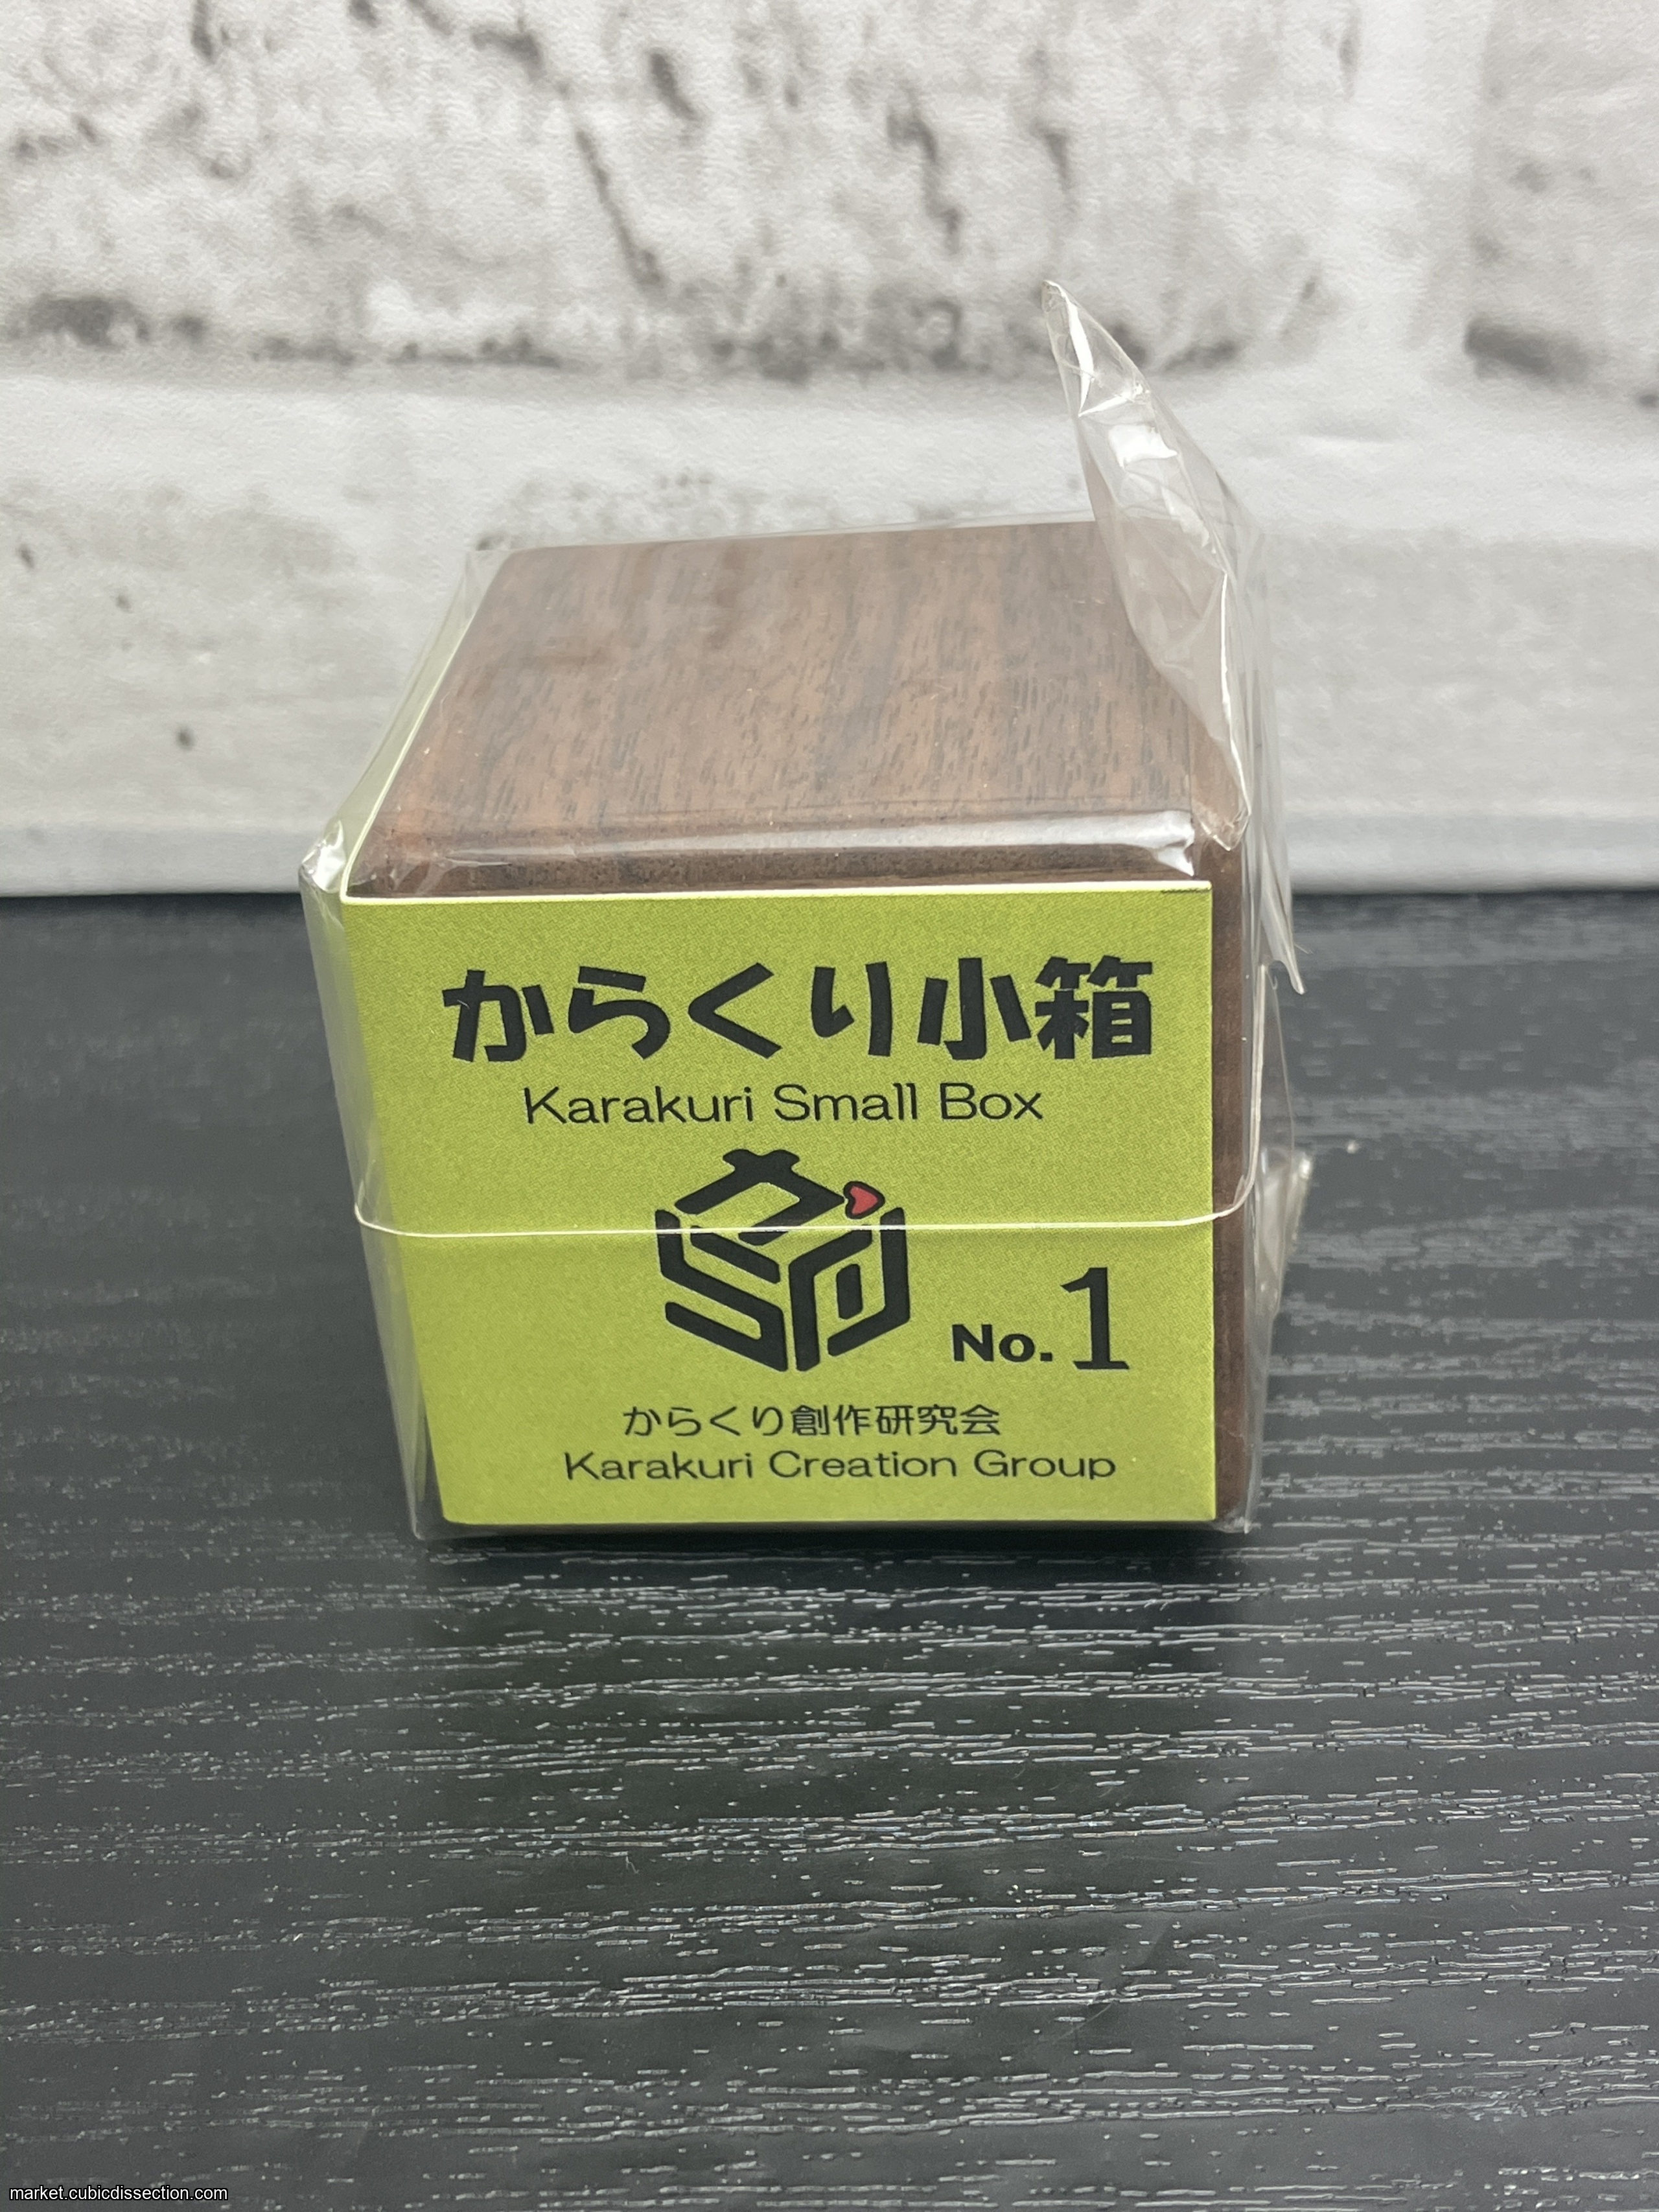 からくり小箱
Karakuri Small Box
No.1
からくり創作研究会
Karakuri Creation Group
market.cubicdissection.com